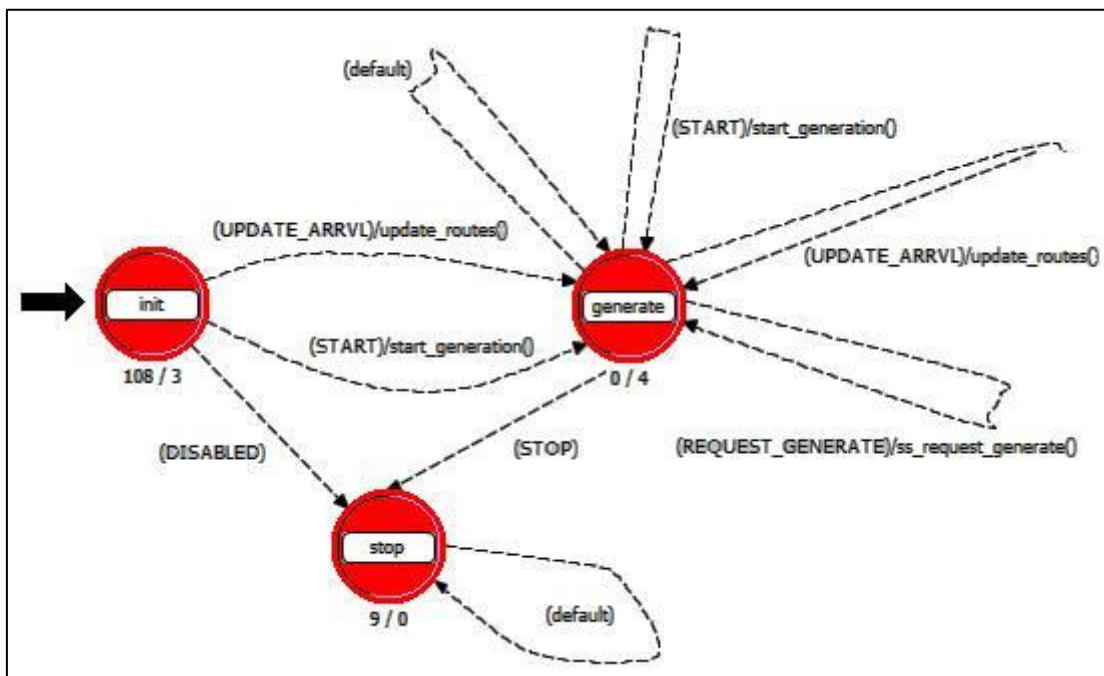 (default)
(START)/start_generation()
(UPDATE_ARRVL)/update_routes()
(UPDATE_ARRVL)/update_routes()
init
generate
(START)/start_generation()
108 / 3
0 / 4
(DISABLED)
(STOP)
(REQUEST_GENERATE)/ss_request_generate()
stop
9 / 0
(default)